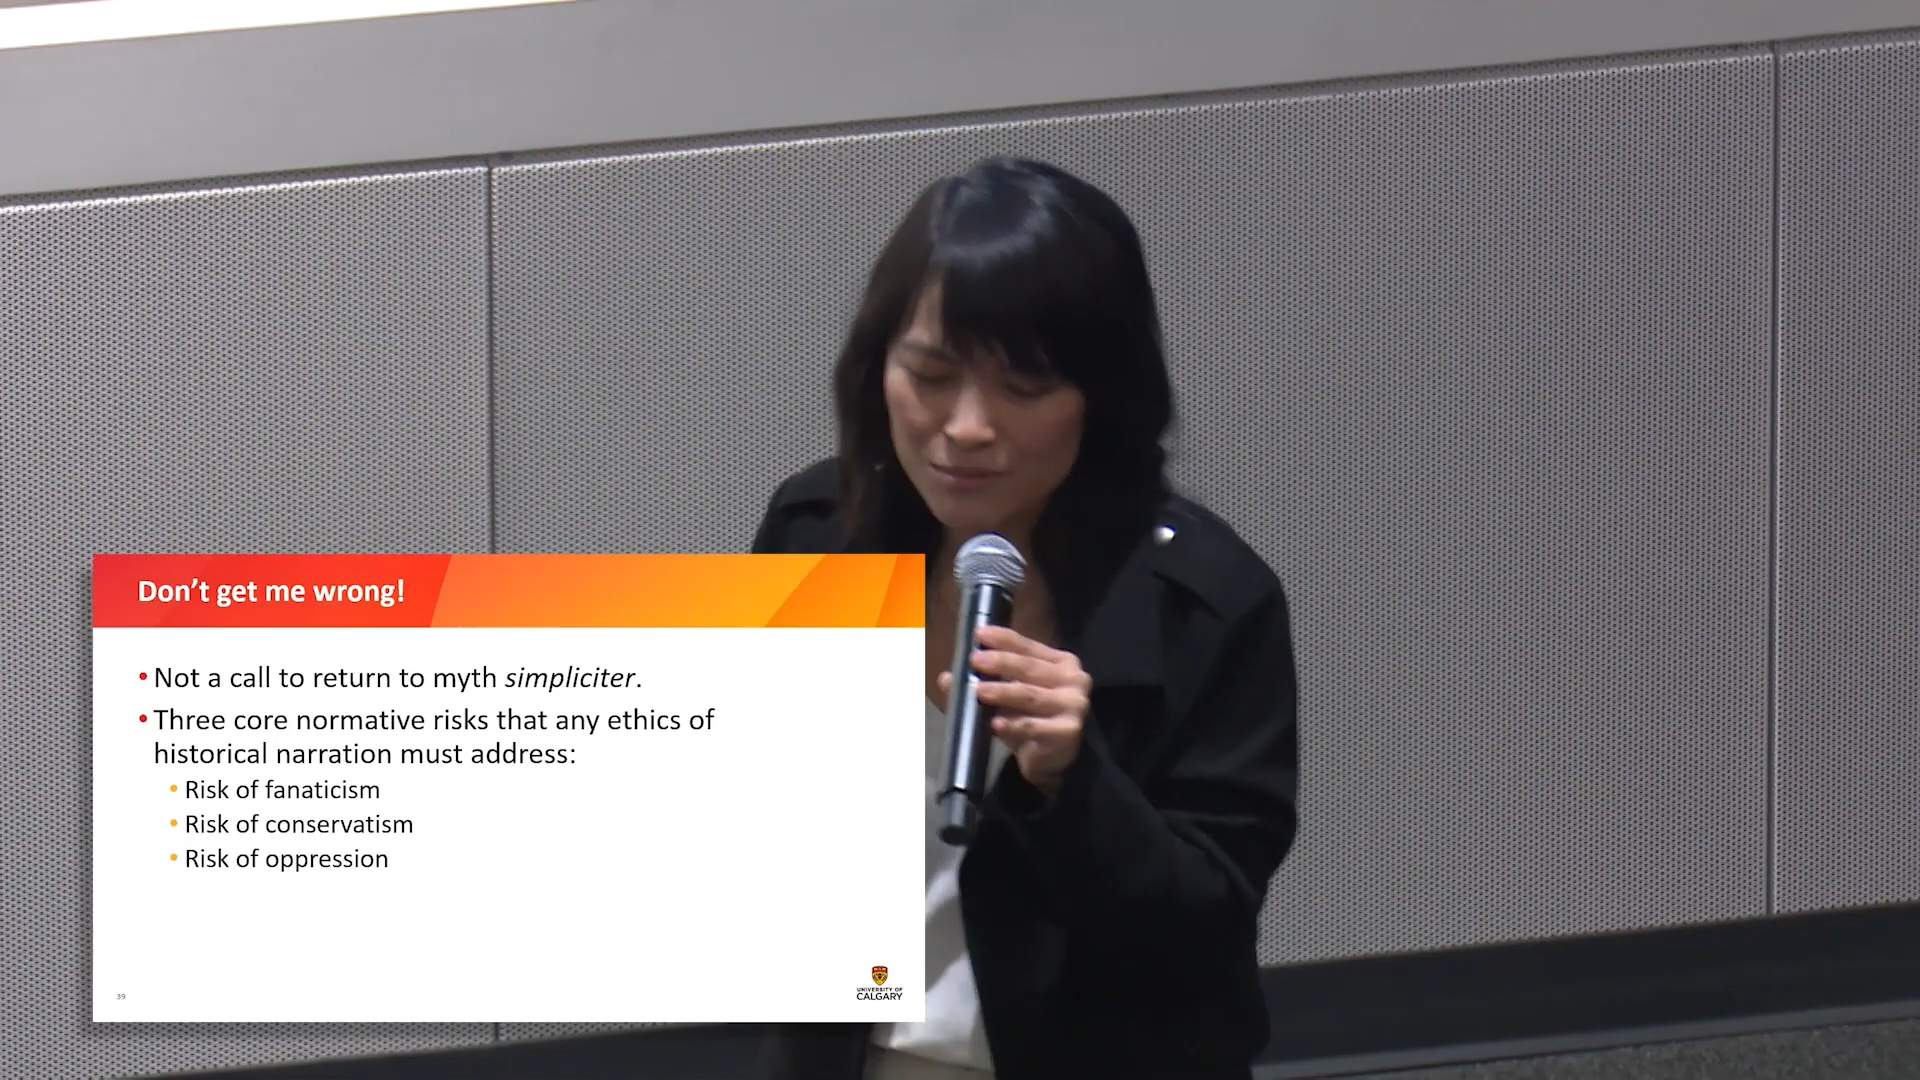 Don't get me wrong!
• Not a call to return to myth simpliciter.
• Three core normative risks that any ethics of
historical narration must address:
• Risk of fanaticism
• Risk of conservatism
• Risk of oppression
39
UNIVERSITY OF
CALGARY